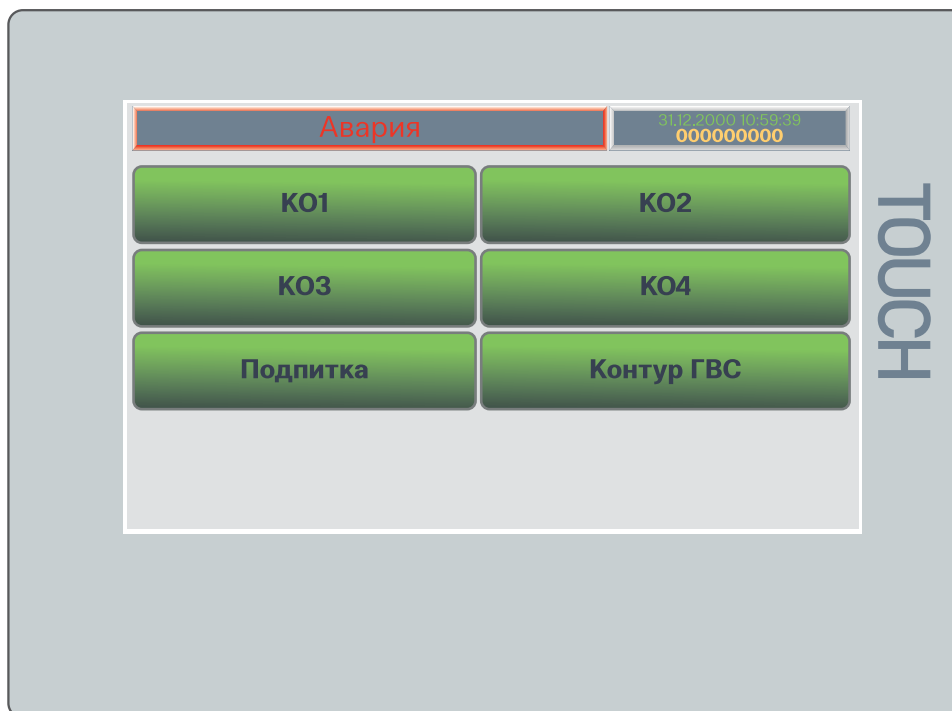 Авария
31.12.2000 10:59:39
000000000
КО1
КО2
КО3
КО4
Подпитка
Контур ГВС
TOUCH